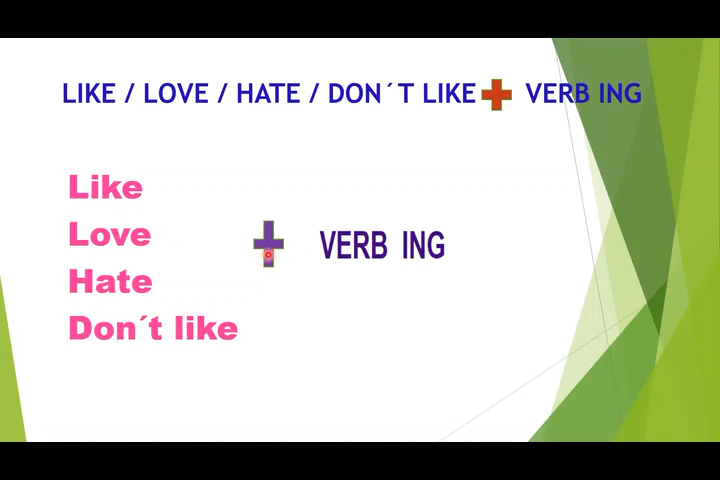 LIKE / LOVE / HATE / DON´T LIKE VERB ING
Like
Love
Hate
Don´t like
VERB ING